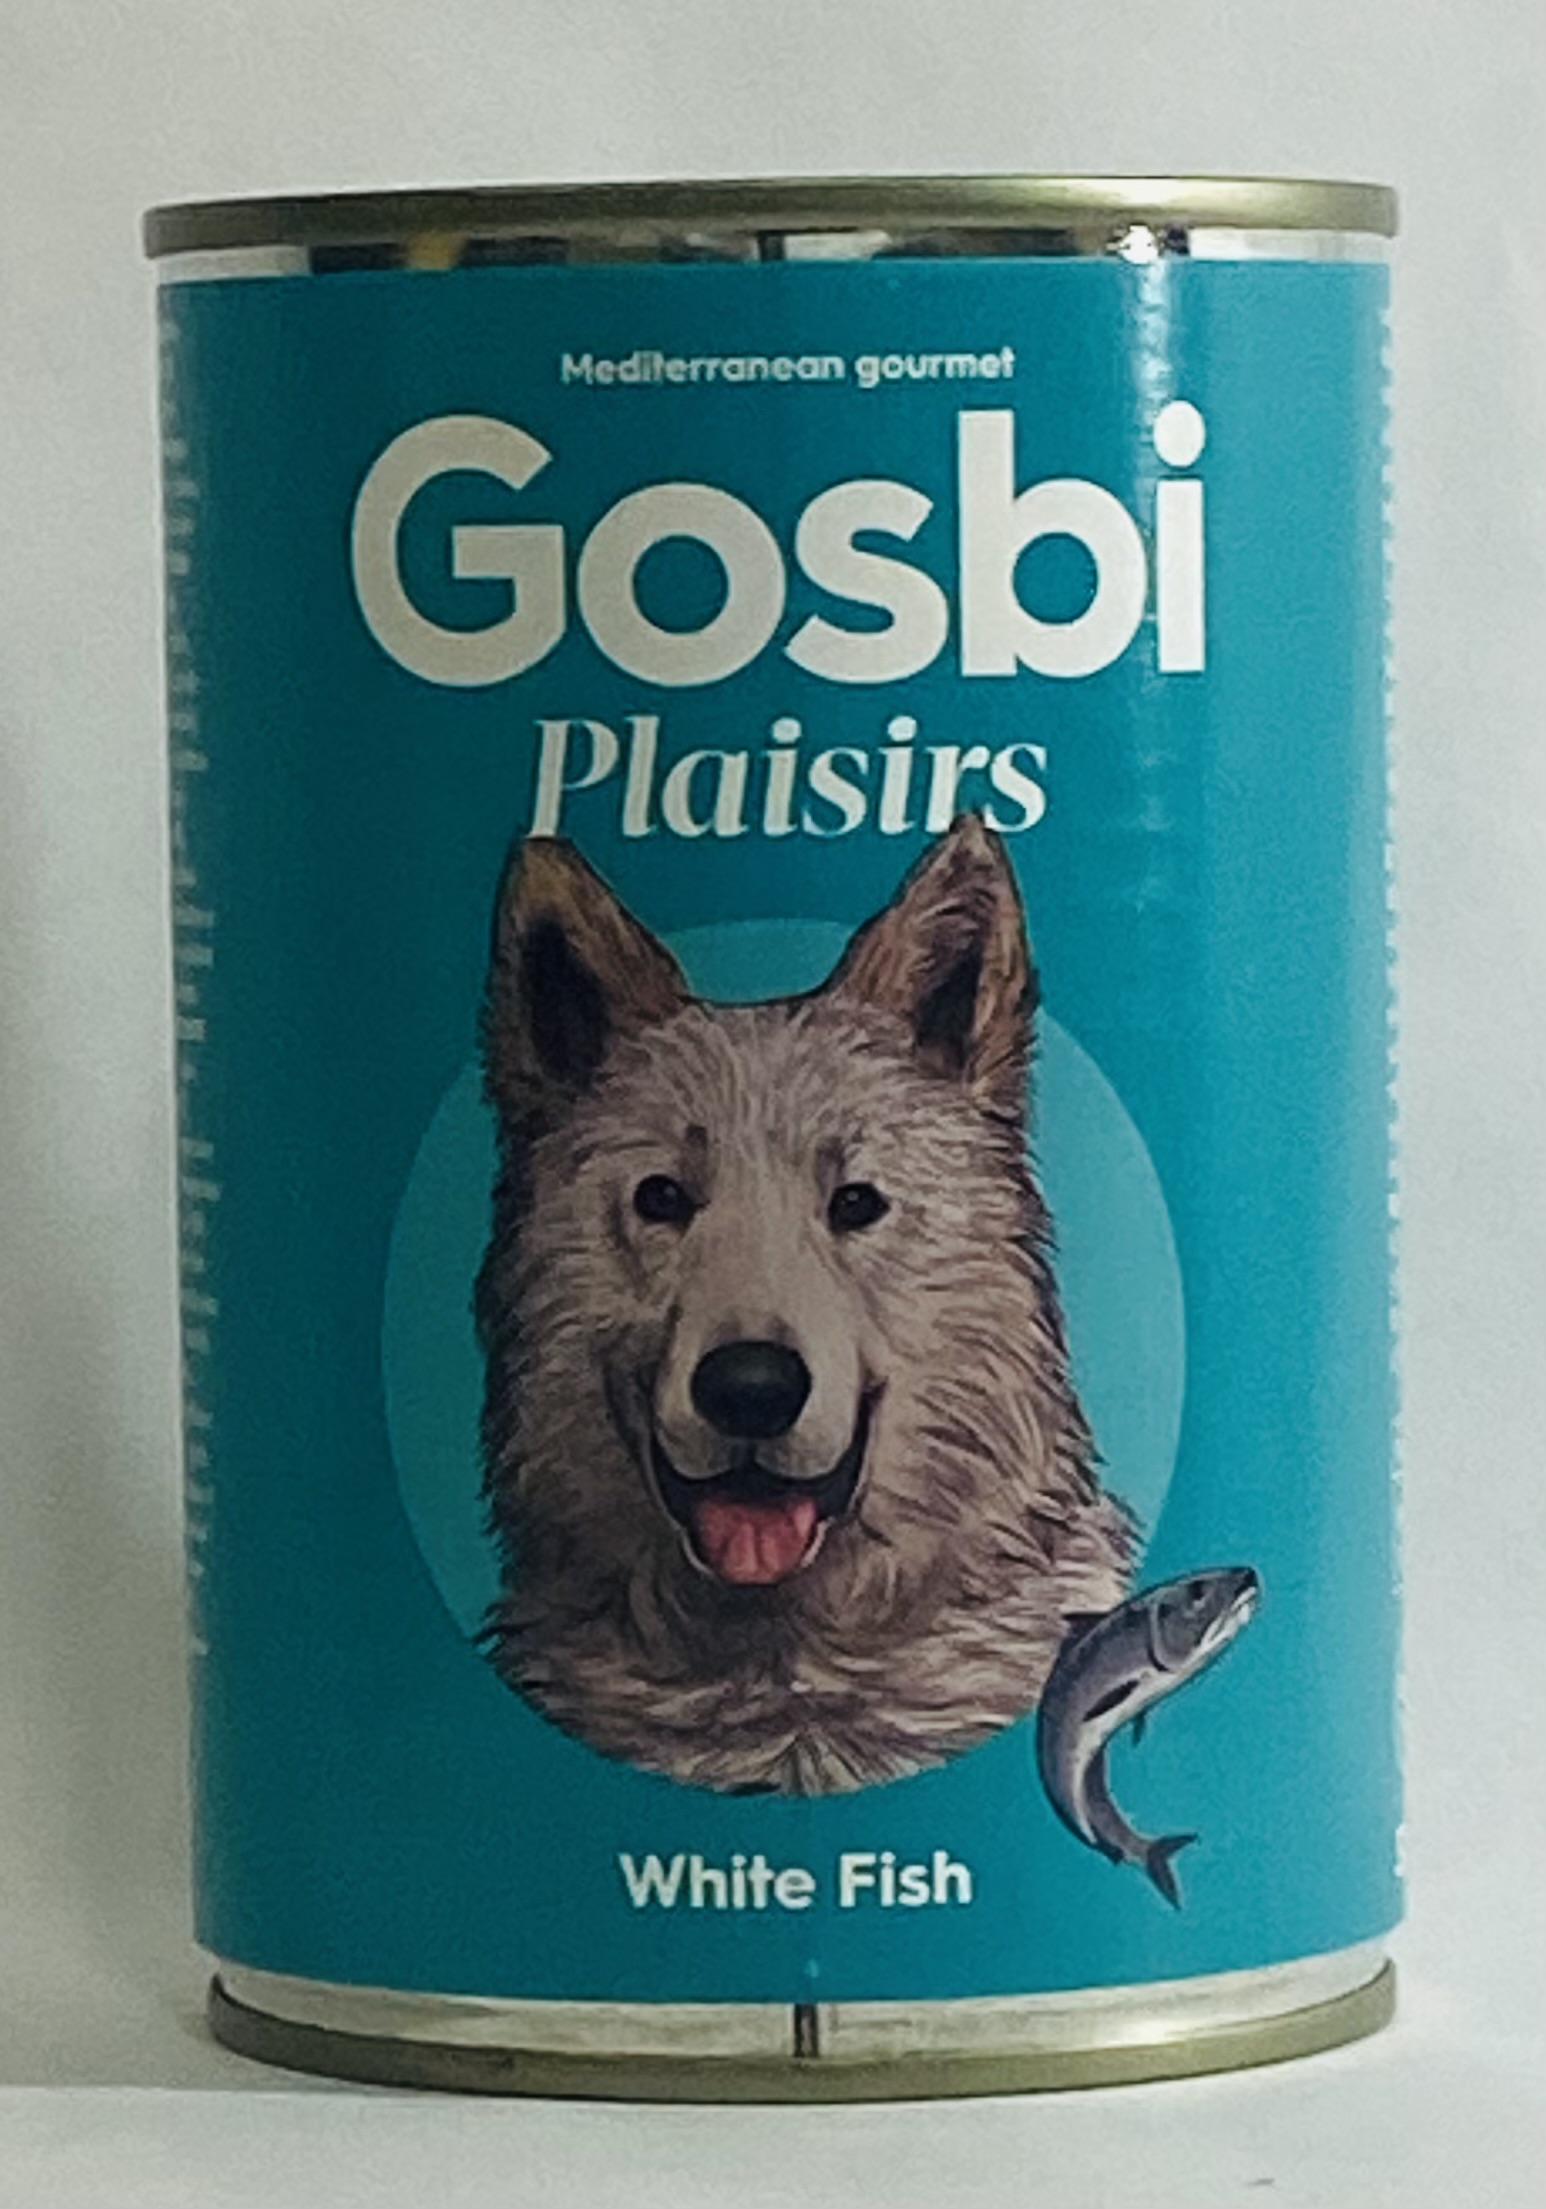 Mediterranean gourmet
Gosbi
Plaisirs
White Fish